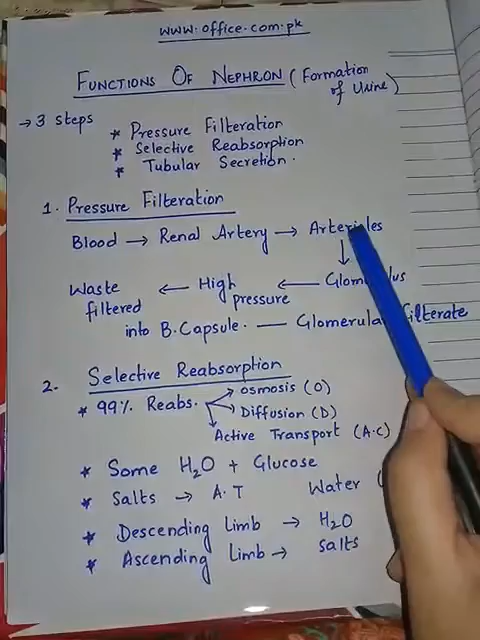 www.office.com.pk
FUNCTIONS OF NEPHRON (Formation of Urine)
→ 3 steps
* Pressure Filteration
* Selective Reabsorption
* Tubular Secretion.
1. Pressure Filteration
Blood → Renal Artery → Arterioles
↓
Waste ← High ← Glomerulus
filtered pressure
into B.Capsule. — Glomerular filterate
2. Selective Reabsorption
* 99% Reabs. → Osmosis (O)
→ Diffusion (D)
→ Active Transport (A.C)
* Some H₂O + Glucose
* Salts → A.T Water (
* Descending limb → H₂O
* Ascending limb → Salts